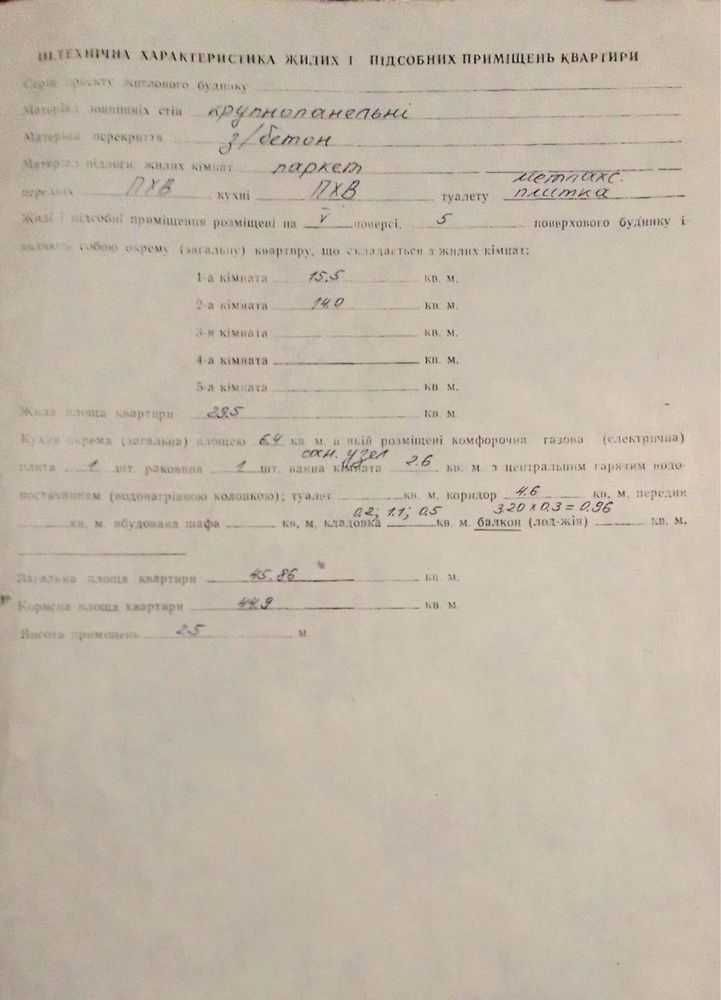 III. ТЕХНІЧНА ХАРАКТЕРИСТИКА ЖИЛИХ І ПІДСОБНИХ ПРИМІЩЕНЬ КВАРТИРИ
Серія проєкту житлового будинку
Матеріал зовнішніх стін крупнопанельні
Матеріал перекриття з/бетон
Матеріал підлоги: жилих кімнат паркет
метлакс.
передніх ПХВ кухні ПХВ туалету плитка
Жилі і підсобні приміщення розміщені на V поверсі, 5 поверхового будинку і
являють собою окрему (загальну) квартиру, що складається з жилих кімнат:
1-а кімната 15.5 кв. м.
2-а кімната 14.0 кв. м.
3-я кімната кв. м.
4-а кімната кв. м.
5-а кімната кв. м.
Жила площа квартири 29.5 кв. м
Кухня окрема (загальна) площею 6.4 кв. м, в якій розміщені комфорочна газова (електрична)
сан. узел
плита 1 шт. раковина 1 шт. ванна кімната 2.6 кв. м. з центральним гарячим водо-
постачанням (водонагрівною колонкою); туалет кв. м, коридор 4.6 кв, м, передня
0.2; 1.1; 0.5 3.20 х 0.3 = 0.96
кв. м. вбудована шафа кв, м, кладовка кв. м. балкон (лод-жія) кв. м,
Загальна площа квартири 45.86 кв. м
Корисна площа квартири 44.9 кв. м
Висота приміщень 2.5 м